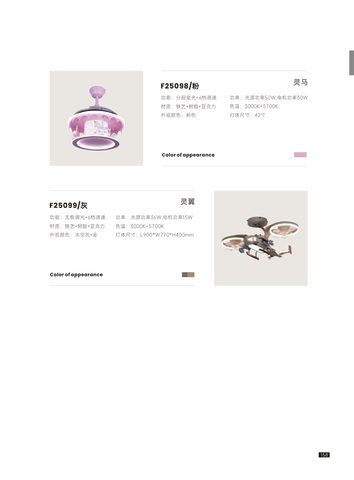 F25098/粉
灵马
功能：分段变光+6档调速
功率：光源功率50W;电机功率30W
材质：铁艺+树脂+亚克力
色温：3000K+5700K
外观颜色：粉色
灯体尺寸：42寸
Color of appearance
F25099/灰
灵翼
功能：无极调光+6档调速
功率：光源功率36W;电机功率15W
材质：铁艺+树脂+亚克力
色温：3000K+5700K
外观颜色：太空灰+金
灯体尺寸：L900*W770*H400mm
Color of appearance
158